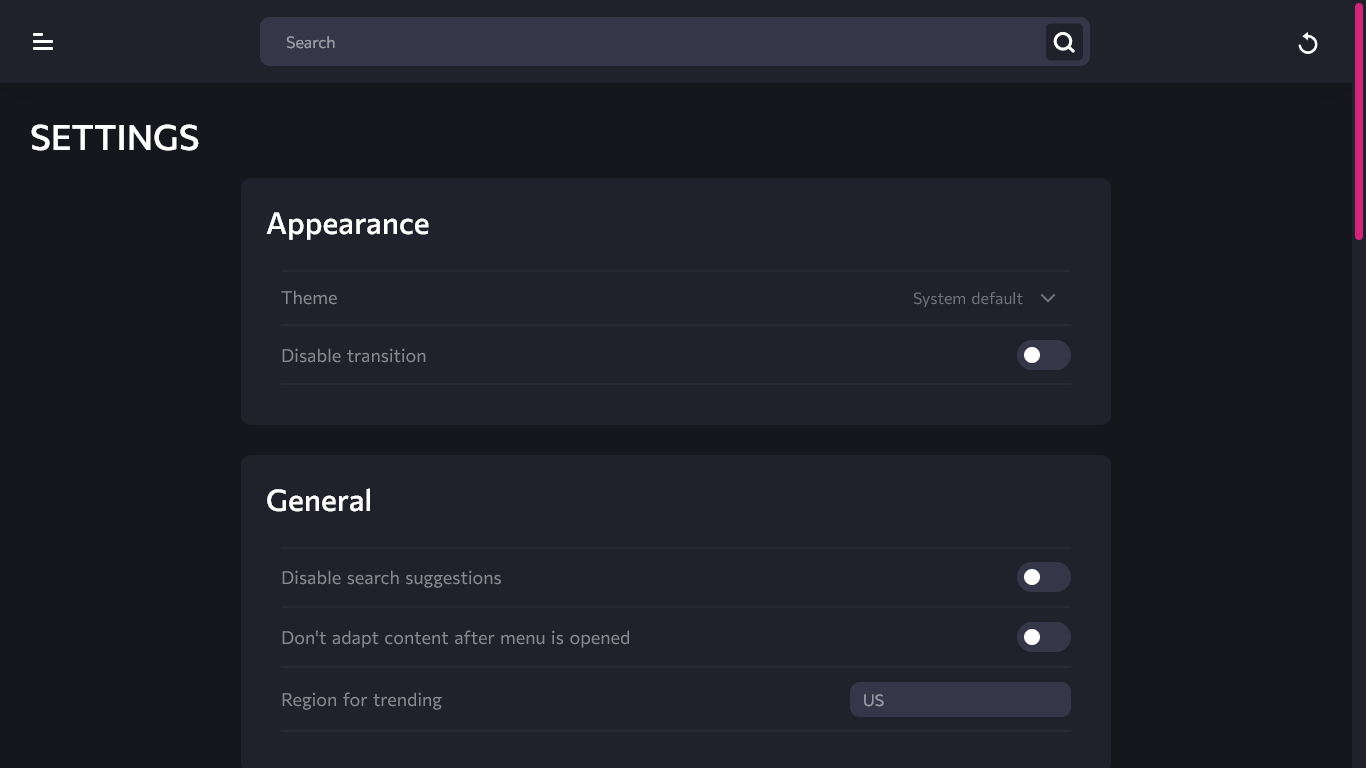 Search
SETTINGS
Appearance
Theme
System default
Disable transition
General
Disable search suggestions
Don't adapt content after menu is opened
Region for trending
US